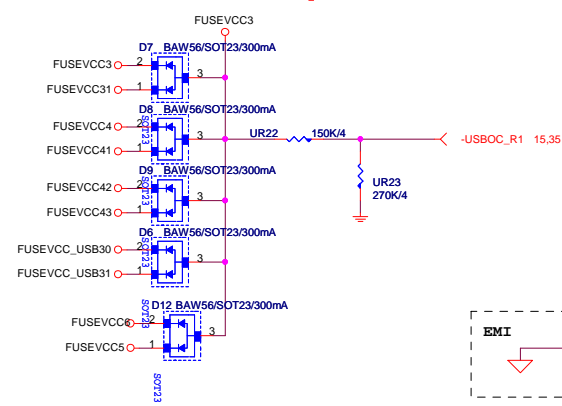 FUSEVCC3
D7 BAW56/SOT23/300mA
FUSEVCC3 2
3
FUSEVCC31 1
SOT23
D8 BAW56/SOT23/300mA
FUSEVCC4 2
3
UR22 150K/4
-USBOC_R1 15,35
FUSEVCC41 1
SOT23
D9 BAW56/SOT23/300mA
FUSEVCC42 2
3
UR23
270K/4
FUSEVCC43 1
SOT23
D6 BAW56/SOT23/300mA
FUSEVCC_USB30 2
3
FUSEVCC_USB31 1
SOT23
D12 BAW56/SOT23/300mA
FUSEVCC6 2
3
FUSEVCC5 1
SOT23
EMI